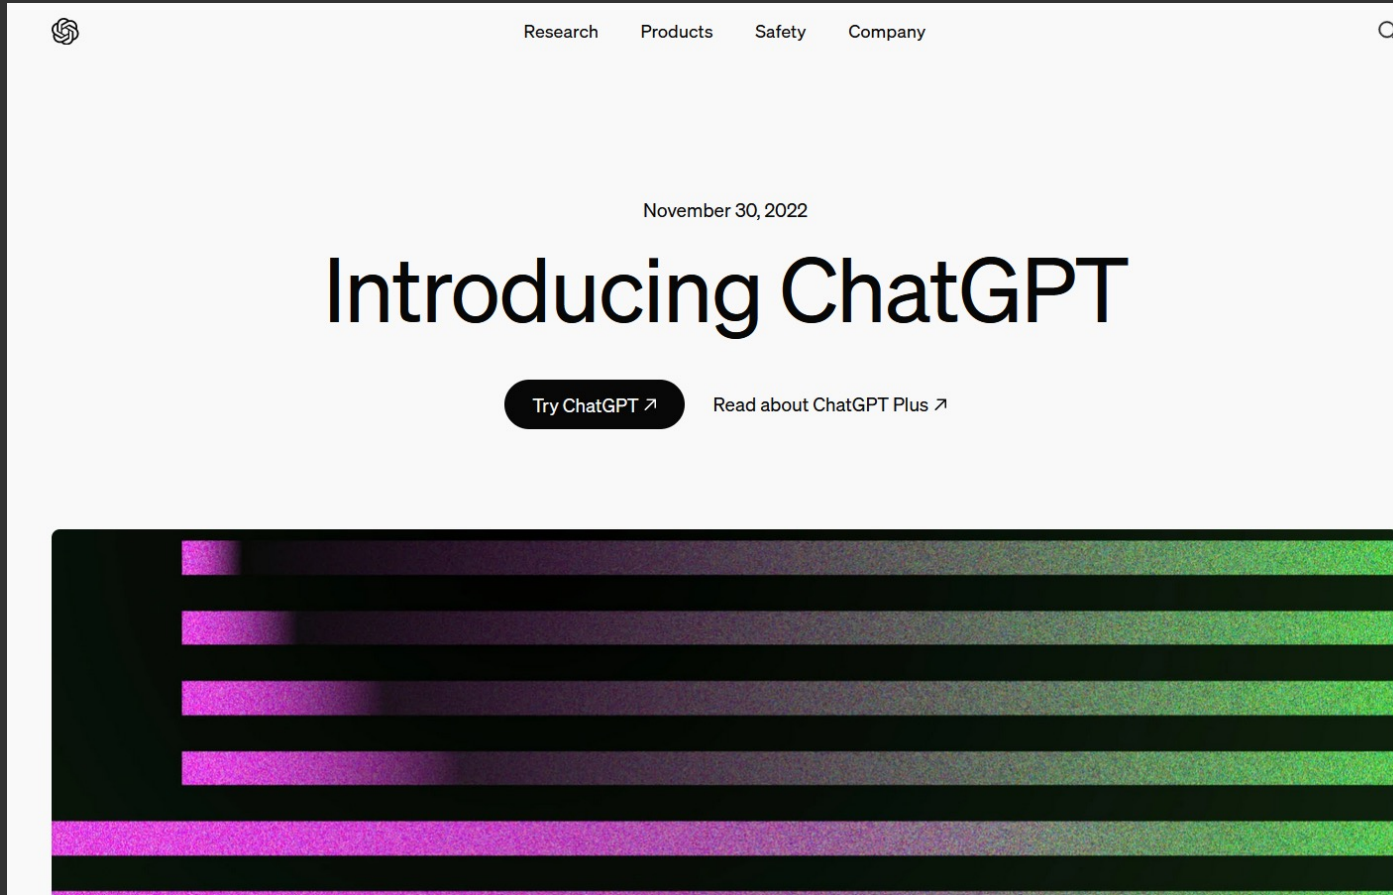 Research Products Safety Company
November 30, 2022
Introducing ChatGPT
Try ChatGPT ↗ Read about ChatGPT Plus ↗